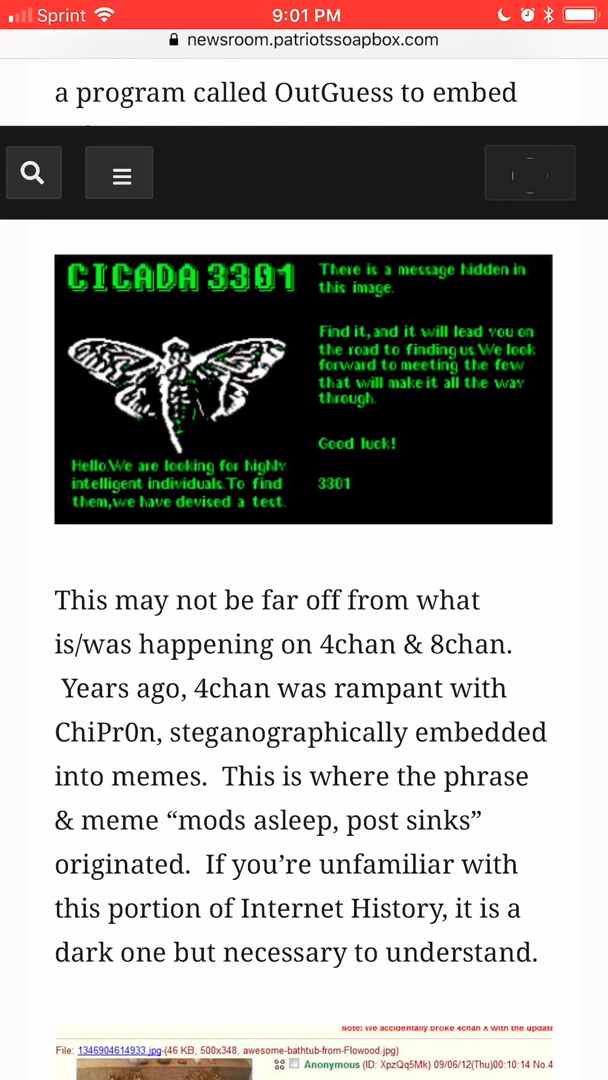 Sprint 9:01 PM
newsroom.patriotssoapbox.com
a program called OutGuess to embed
CICADA 3301
There is a message hidden in
this image.
Find it, and it will lead you on
the road to finding us. We look
forward to meeting the few
that will make it all the way
through.
Good luck!
3301
Hello. We are looking for highly
intelligent individuals. To find
them, we have devised a test.
This may not be far off from what
is/was happening on 4chan & 8chan.
Years ago, 4chan was rampant with
ChiPr0n, steganographically embedded
into memes.  This is where the phrase
& meme “mods asleep, post sinks”
originated.  If you’re unfamiliar with
this portion of Internet History, it is a
dark one but necessary to understand.
Note: We accidentally broke 4chan X with the update
File: 1346904614933.jpg-(46 KB, 500x348, awesome-bathtub-from-Flowood.jpg)
Anonymous (ID: XpzQq5Mk) 09/06/12(Thu)00:10:14 No.4